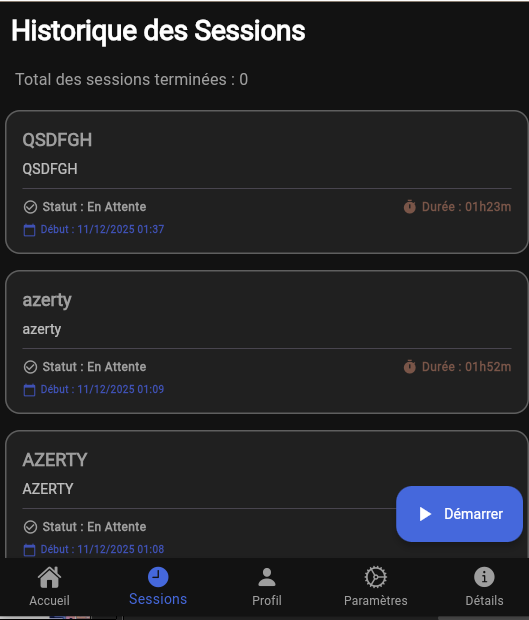 Historique des Sessions
Total des sessions terminées : 0
QSDFGH
QSDFGH
Statut : En Attente
Durée : 01h23m
Début : 11/12/2025 01:37
azerty
azerty
Statut : En Attente
Durée : 01h52m
Début : 11/12/2025 01:09
AZERTY
AZERTY
Démarrer
Statut : En Attente
Début : 11/12/2025 01:08
Accueil
Sessions
Profil
Paramètres
Détails